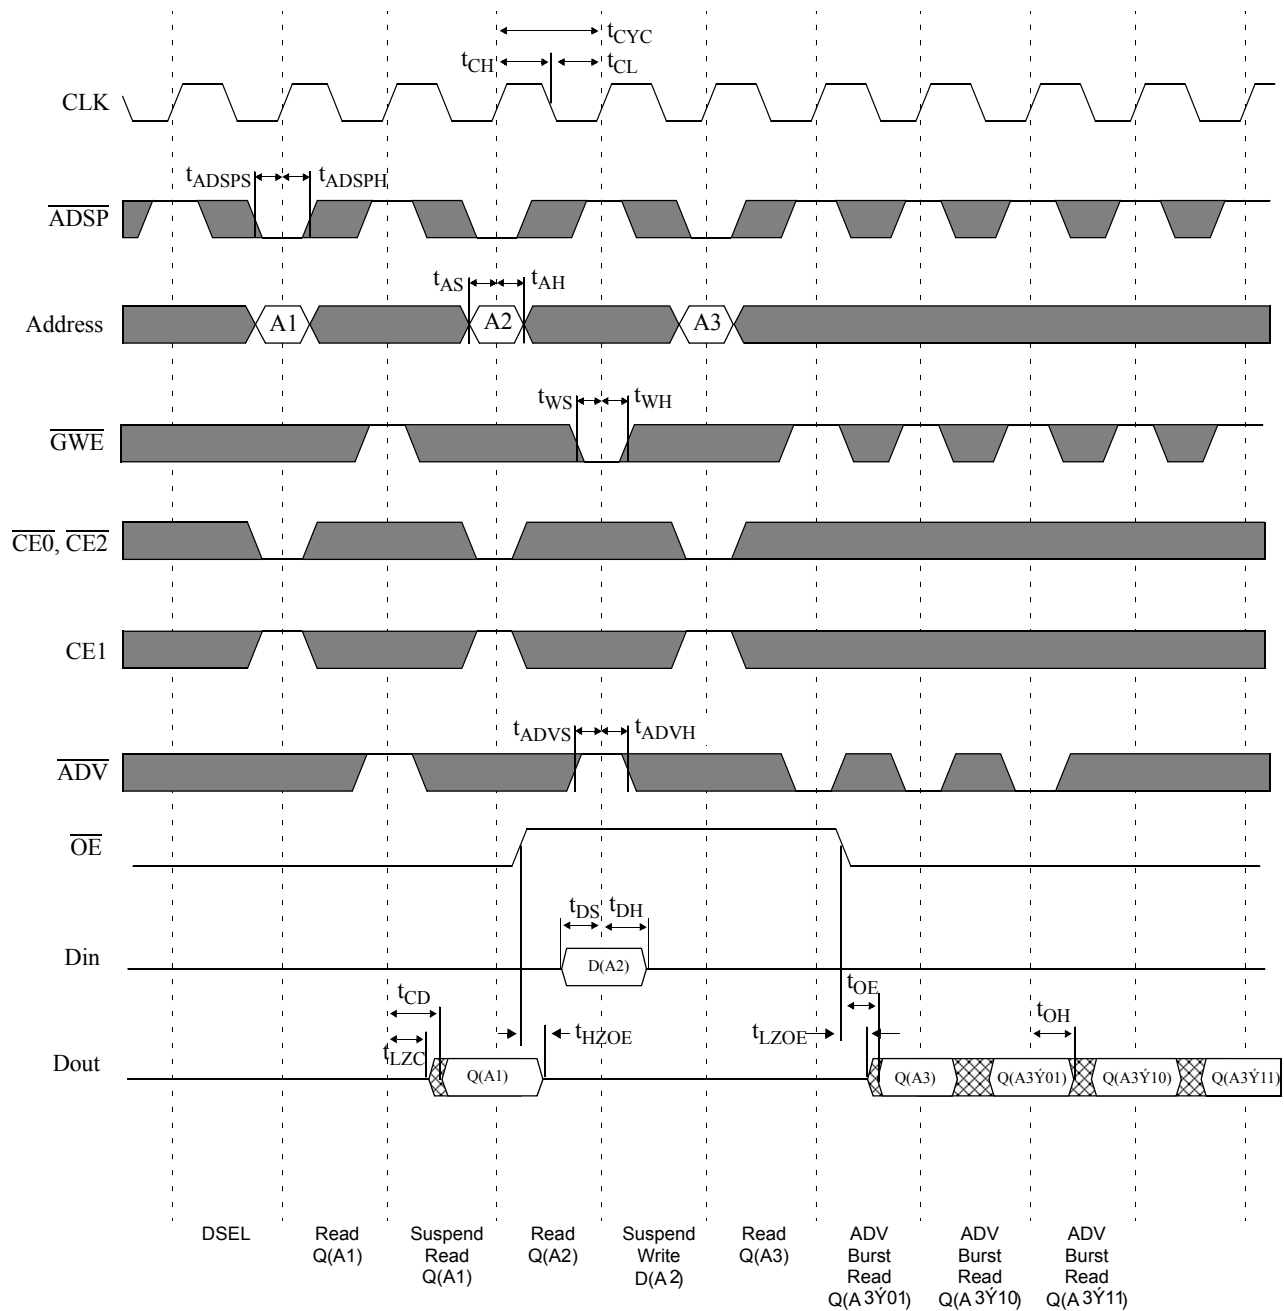 tCYC
tCH
tCL
CLK
tADSPS
tADSPH
ADSP
tAS
tAH
Address
A1
A2
A3
tWS
tWH
GWE
CE0, CE2
CE1
tADVS
tADVH
ADV
OE
tDS
tDH
Din
D(A2)
tCD
tOE
tLZC
tHZOE
tLZOE
tOH
Dout
Q(A1)
Q(A3)
Q(A3Ý01)
Q(A3Ý10)
Q(A3Ý11)
DSEL
Read
Q(A1)
Suspend
Read
Q(A1)
Read
Q(A2)
Suspend
Write
D(A2)
Read
Q(A3)
ADV
Burst
Read
Q(A3Ý01)
ADV
Burst
Read
Q(A3Ý10)
ADV
Burst
Read
Q(A3Ý11)